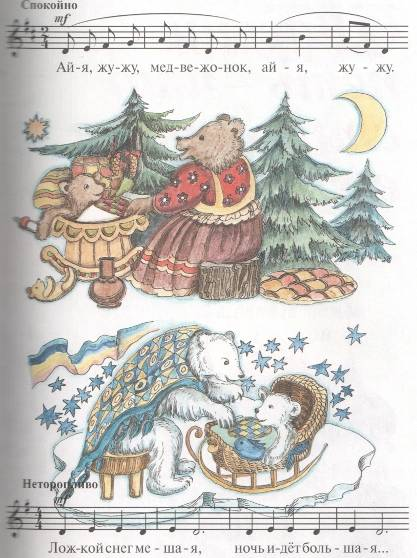 Спокойно
mf
Ай-я, жу-жу, мед-ве-жо-нок, ай - я, жу - жу.
Неторопливо
mf
Лож-кой снег ме - ша - я, ночь и-дёт боль - ша - я...